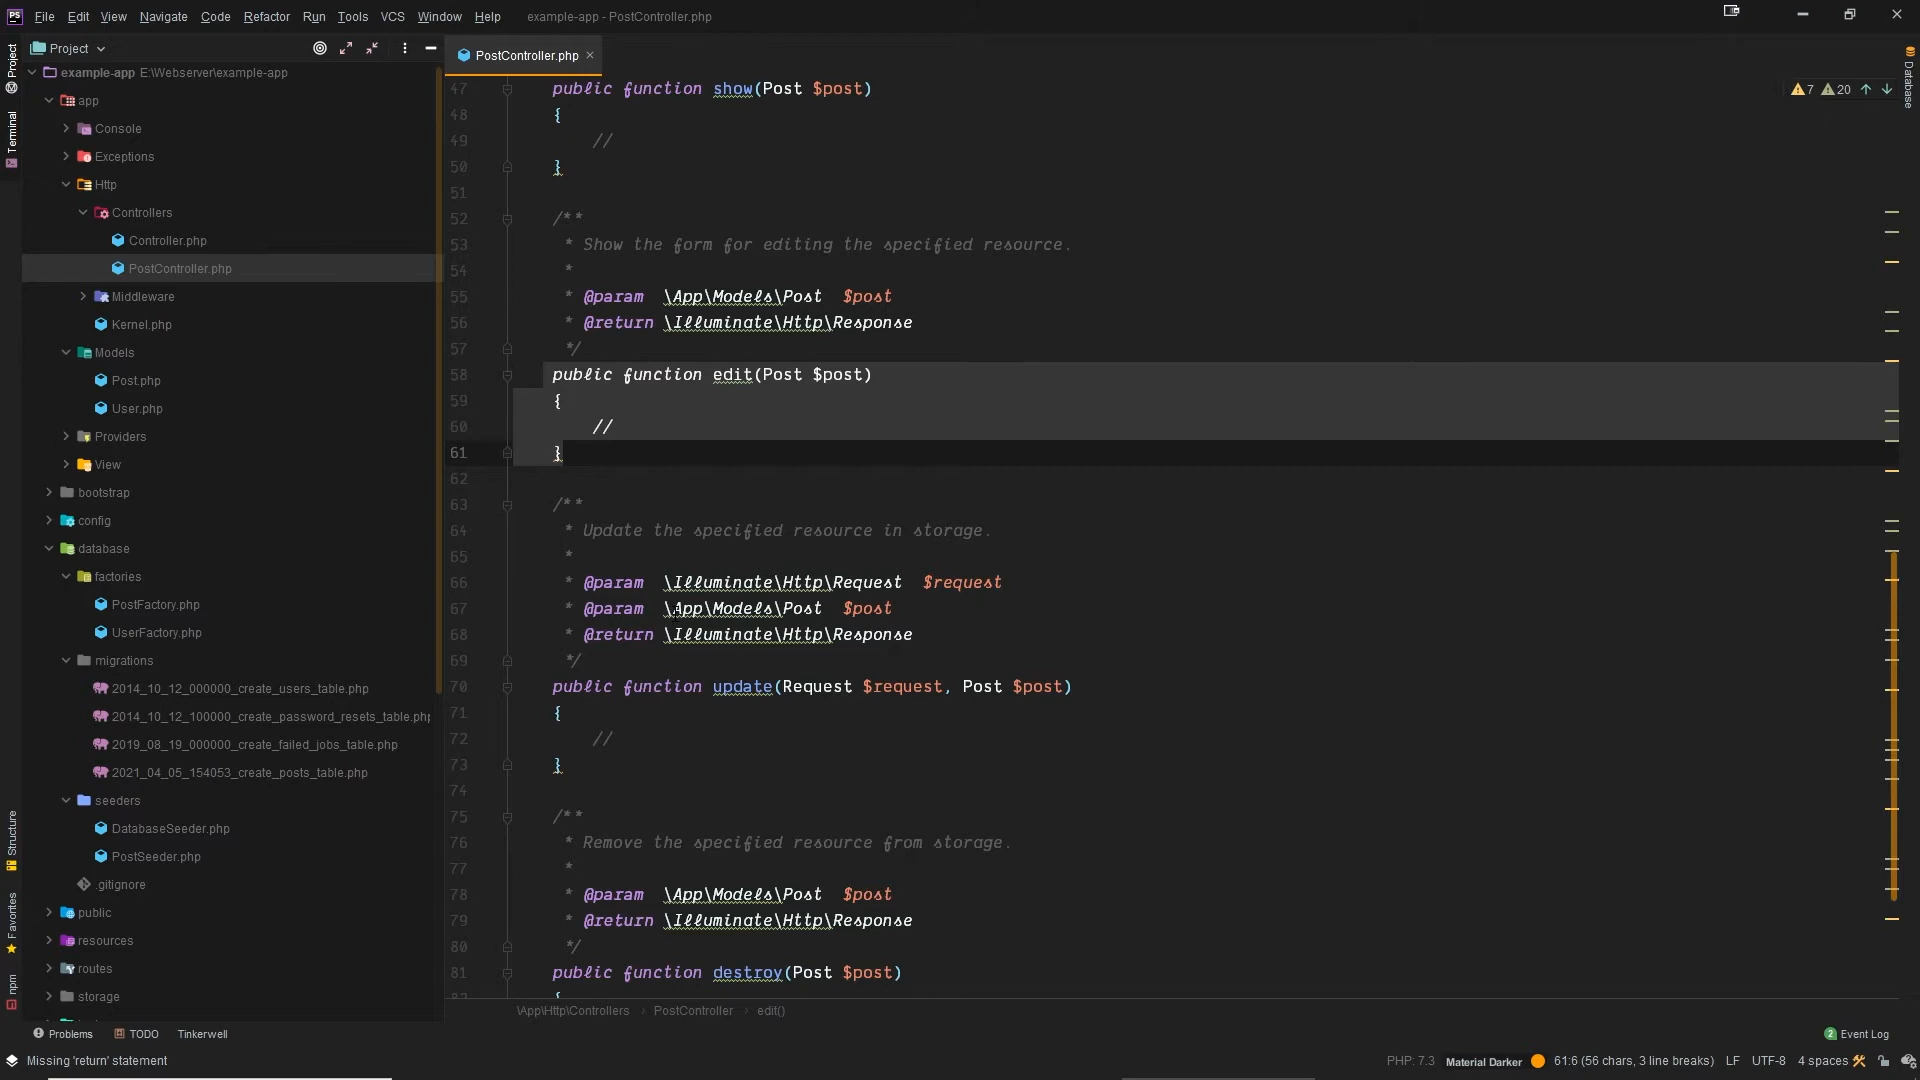 PS File Edit View Navigate Code Refactor Run Tools VCS Window Help example-app - PostController.php
Project
Terminal
Structure
Favorites
npm
Project
example-app E:\Webserver\example-app
app
Console
Exceptions
Http
Controllers
Controller.php
PostController.php
Middleware
Kernel.php
Models
Post.php
User.php
Providers
View
bootstrap
config
database
factories
PostFactory.php
UserFactory.php
migrations
2014_10_12_000000_create_users_table.php
2014_10_12_100000_create_password_resets_table.php
2019_08_19_000000_create_failed_jobs_table.php
2021_04_05_154053_create_posts_table.php
seeders
DatabaseSeeder.php
PostSeeder.php
.gitignore
public
resources
routes
storage
PostController.php
7 20
Database
47 public function show(Post $post)
48 {
49 //
50 }
51
52 /**
53 * Show the form for editing the specified resource.
54 *
55 * @param \App\Models\Post $post
56 * @return \Illuminate\Http\Response
57 */
58 public function edit(Post $post)
59 {
60 //
61 }
62
63 /**
64 * Update the specified resource in storage.
65 *
66 * @param \Illuminate\Http\Request $request
67 * @param \App\Models\Post $post
68 * @return \Illuminate\Http\Response
69 */
70 public function update(Request $request, Post $post)
71 {
72 //
73 }
74
75 /**
76 * Remove the specified resource from storage.
77 *
78 * @param \App\Models\Post $post
79 * @return \Illuminate\Http\Response
80 */
81 public function destroy(Post $post)
82 {
\App\Http\Controllers › PostController › edit()
Problems TODO Tinkerwell 2 Event Log
Missing 'return' statement PHP: 7.3 Material Darker 61:6 (56 chars, 3 line breaks) LF UTF-8 4 spaces